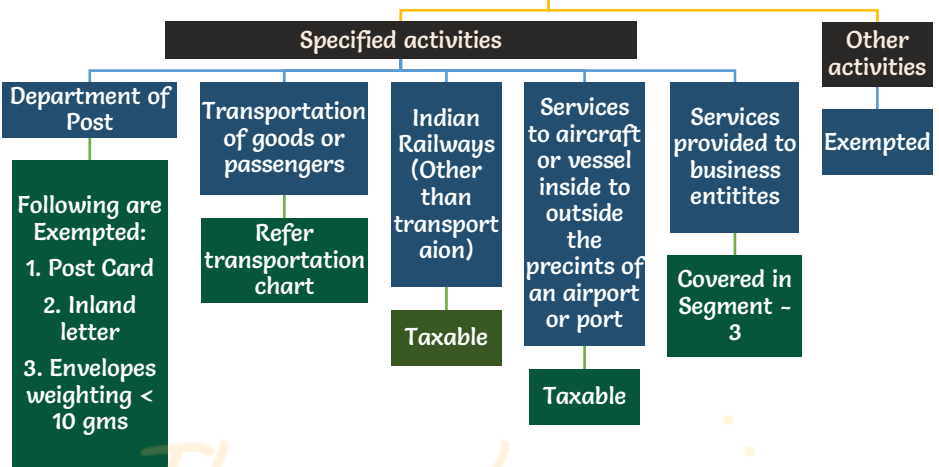 Specified activities
Other
activities
Department of
Post
Transportation
of goods or
passengers
Indian
Railways
(Other
than
transport
aion)
Services
to aircraft
or vessel
inside to
outside
the
precints of
an airport
or port
Services
provided to
business
entitites
Exempted
Following are
Exempted:
1. Post Card
2. Inland
letter
3. Envelopes
weighting <
10 gms
Refer
transportation
chart
Taxable
Taxable
Covered in
Segment -
3